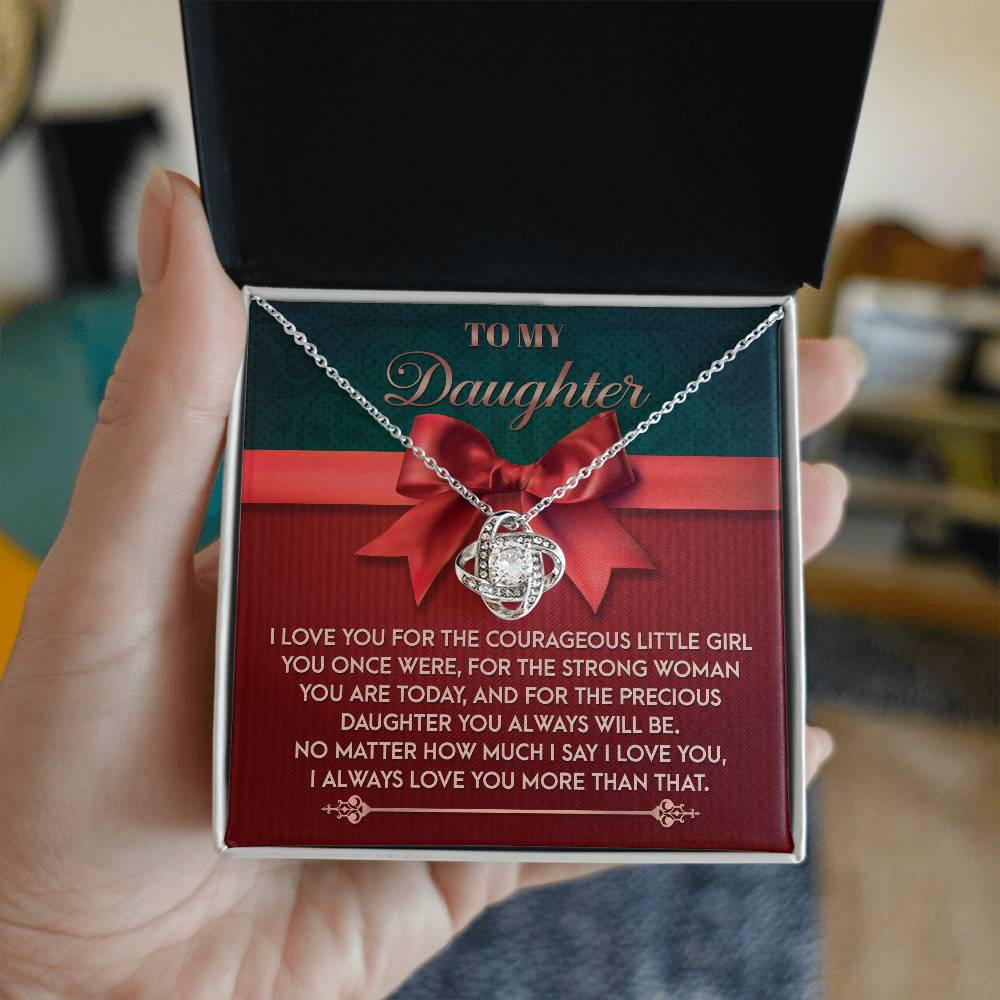 TO MY
Daughter
I LOVE YOU FOR THE COURAGEOUS LITTLE GIRL
YOU ONCE WERE, FOR THE STRONG WOMAN
YOU ARE TODAY, AND FOR THE PRECIOUS
DAUGHTER YOU ALWAYS WILL BE.
NO MATTER HOW MUCH I SAY I LOVE YOU,
I ALWAYS LOVE YOU MORE THAN THAT.